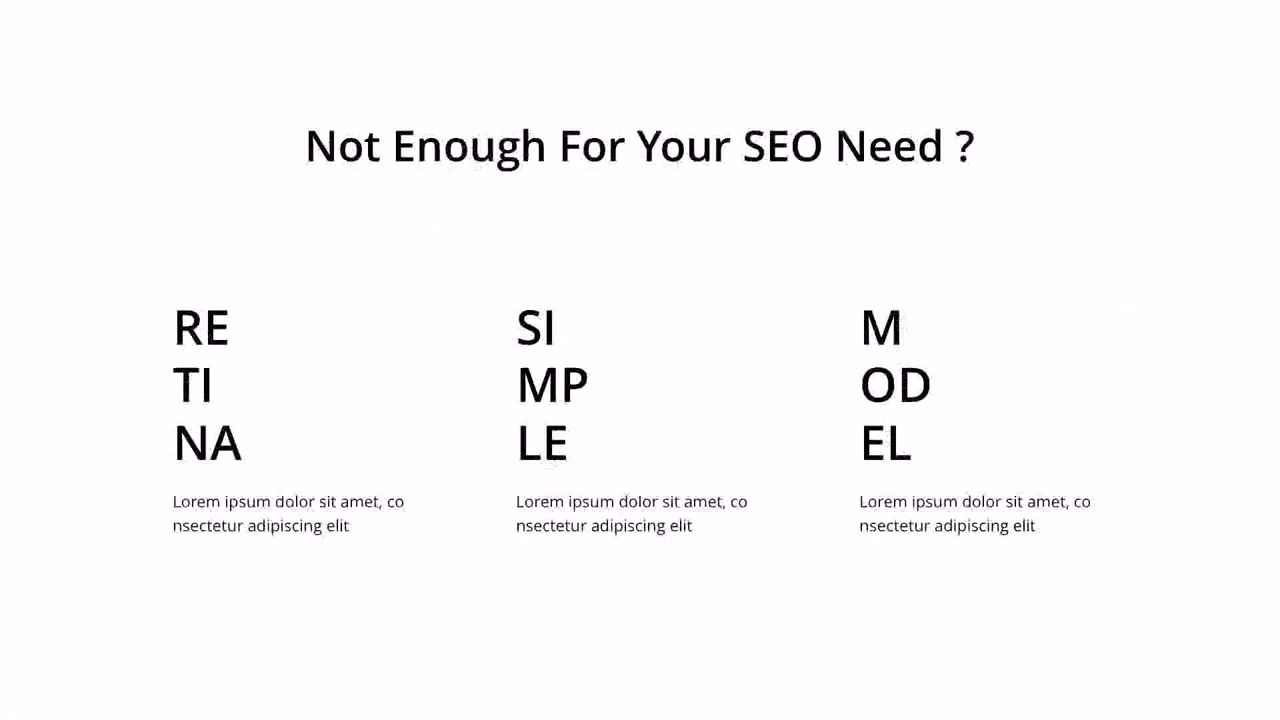 Not Enough For Your SEO Need ?
RE
TI
NA
Lorem ipsum dolor sit amet, co
nsectetur adipiscing elit
SI
MP
LE
Lorem ipsum dolor sit amet, co
nsectetur adipiscing elit
M
OD
EL
Lorem ipsum dolor sit amet, co
nsectetur adipiscing elit